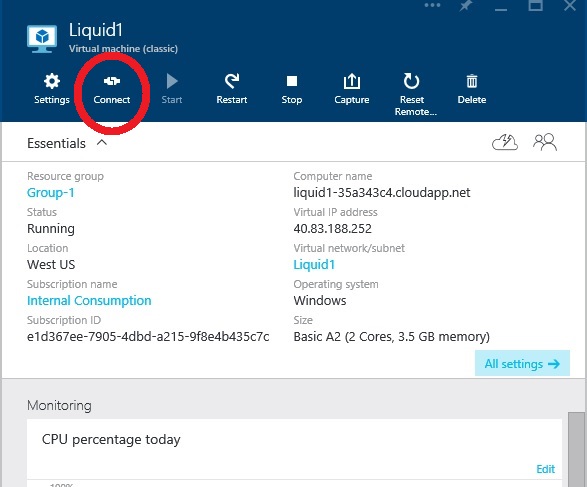 Liquid1
Virtual machine (classic)
Settings Connect Start Restart Stop Capture Reset Remote... Delete
Essentials
Resource group
Group-1
Computer name
liquid1-35a343c4.cloudapp.net
Status
Running
Virtual IP address
40.83.188.252
Location
West US
Virtual network/subnet
Liquid1
Subscription name
Internal Consumption
Operating system
Windows
Subscription ID
e1d367ee-7905-4dbd-a215-9f8e4b435c7c
Size
Basic A2 (2 Cores, 3.5 GB memory)
All settings →
Monitoring
CPU percentage today
Edit
100%